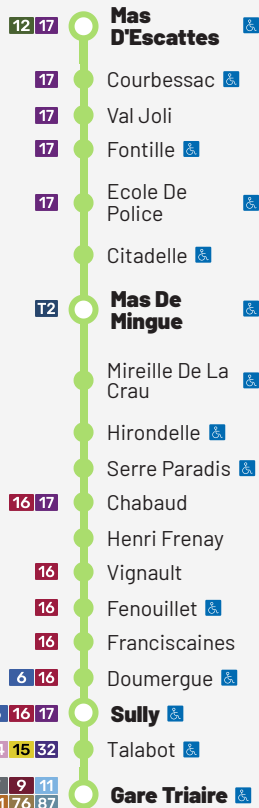 12 17 Mas
D'Escattes
17 Courbessac
17 Val Joli
17 Fontille
17 Ecole De
Police
Citadelle
T2 Mas De
Mingue
Mireille De La
Crau
Hirondelle
Serre Paradis
16 17 Chabaud
Henri Frenay
16 Vignault
16 Fenouillet
16 Franciscaines
6 16 Doumergue
16 17 Sully
15 32 Talabot
9 11
76 87 Gare Triaire